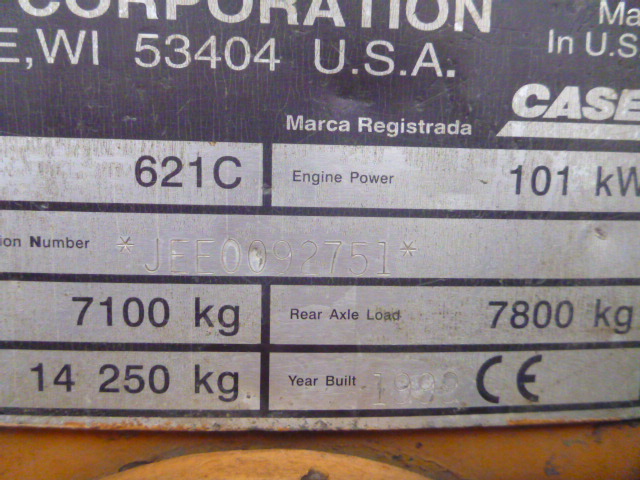 CORPORATION Ma
E, WI 53404 U.S.A. In U.S
CASE
Marca Registrada
621C Engine Power 101 kW
ion Number *JEE0092751*
7100 kg Rear Axle Load 7800 kg
14 250 kg Year Built CE